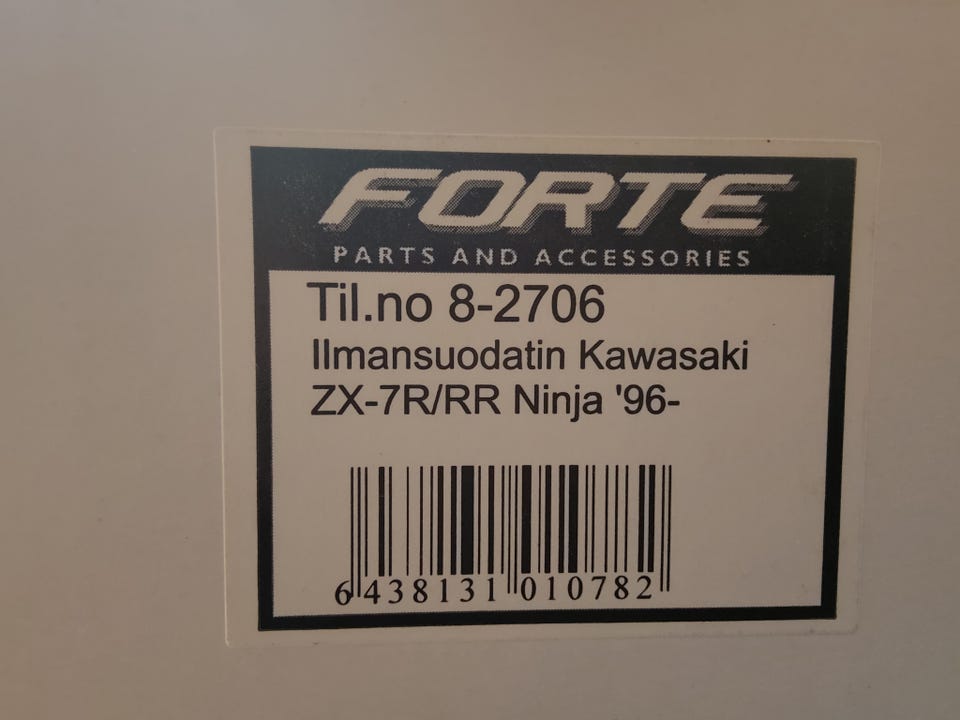 FORTE
PARTS AND ACCESSORIES
Til.no 8-2706
Ilmansuodatin Kawasaki
ZX-7R/RR Ninja '96-
6 438131 010782